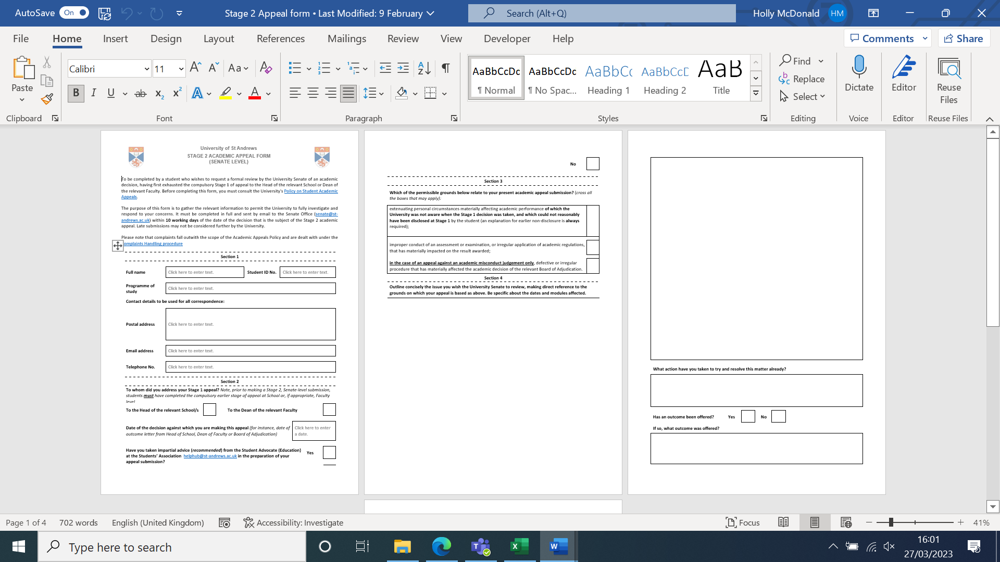 AutoSave On
Stage 2 Appeal form • Last Modified: 9 February
Search (Alt+Q)
Holly McDonald HM
File Home Insert Design Layout References Mailings Review View Developer Help
Comments Share
Paste
Clipboard
Calibri 11
Aa
B I U ab x2 x2 A A
Font
Paragraph
AaBbCcDc
¶ Normal
AaBbCcDc
¶ No Spac...
AaBbCc
Heading 1
AaBbCcD
Heading 2
AaB
Title
Styles
Find
Replace
Select
Editing
Dictate
Voice
Editor
Editor
Reuse
Files
Reuse Files
University of St Andrews
STAGE 2 ACADEMIC APPEAL FORM
(SENATE LEVEL)
To be completed by a student who wishes to request a formal review by the University Senate of an academic
decision, having first exhausted the compulsory Stage 1 of appeal to the Head of the relevant School or Dean of
the relevant Faculty. Before completing this form, you must consult the University's Policy on Student Academic
Appeals.
The purpose of this form is to gather the relevant information to permit the University to fully investigate and
respond to your concerns. It must be completed in full and sent by email to the Senate Office (senate@st-
andrews.ac.uk) within 10 working days of the date of the decision that is the subject of the Stage 2 academic
appeal. Late submissions may not be considered further by the University.
Please note that complaints fall outwith the scope of the Academic Appeals Policy and are dealt with under the
omplaints Handling procedure
Section 1
Full name Click here to enter text. Student ID No. Click here to enter text.
Programme of
study
Click here to enter text.
Contact details to be used for all correspondence:
Postal address Click here to enter text.
Email address Click here to enter text.
Telephone No. Click here to enter text.
Section 2
To whom did you address your Stage 1 appeal? Note, prior to making a Stage 2, Senate-level submission,
students must have completed the compulsory earlier stage of appeal at School or, if appropriate, Faculty
level
To the Head of the relevant School/s To the Dean of the relevant Faculty
Date of the decision against which you are making this appeal (for instance, date of
outcome letter from Head of School, Dean of Faculty or Board of Adjudication)
Click here to enter
a date.
Have you taken impartial advice (recommended) from the Student Advocate (Education)
at the Students' Association helphub@st-andrews.ac.uk in the preparation of your
appeal submission?
Yes
No
Section 3
Which of the permissible grounds below relate to your present academic appeal submission? (cross all
the boxes that may apply):
extenuating personal circumstances materially affecting academic performance of which the
University was not aware when the Stage 1 decision was taken, and which could not reasonably
have been disclosed at Stage 1 by the student (an explanation for earlier non-disclosure is always
required);
improper conduct of an assessment or examination, or irregular application of academic regulations,
that has materially impacted on the result awarded;
in the case of an appeal against an academic misconduct judgement only, defective or irregular
procedure that has materially affected the academic decision of the relevant Board of Adjudication.
Section 4
Outline concisely the issue you wish the University Senate to review, making direct reference to the
grounds on which your appeal is based as above. Be specific about the dates and modules affected.
What action have you taken to try and resolve this matter already?
Has an outcome been offered? Yes No
If so, what outcome was offered?
Page 1 of 4 702 words English (United Kingdom) Accessibility: Investigate
Focus 41%
Type here to search
16:01
27/03/2023